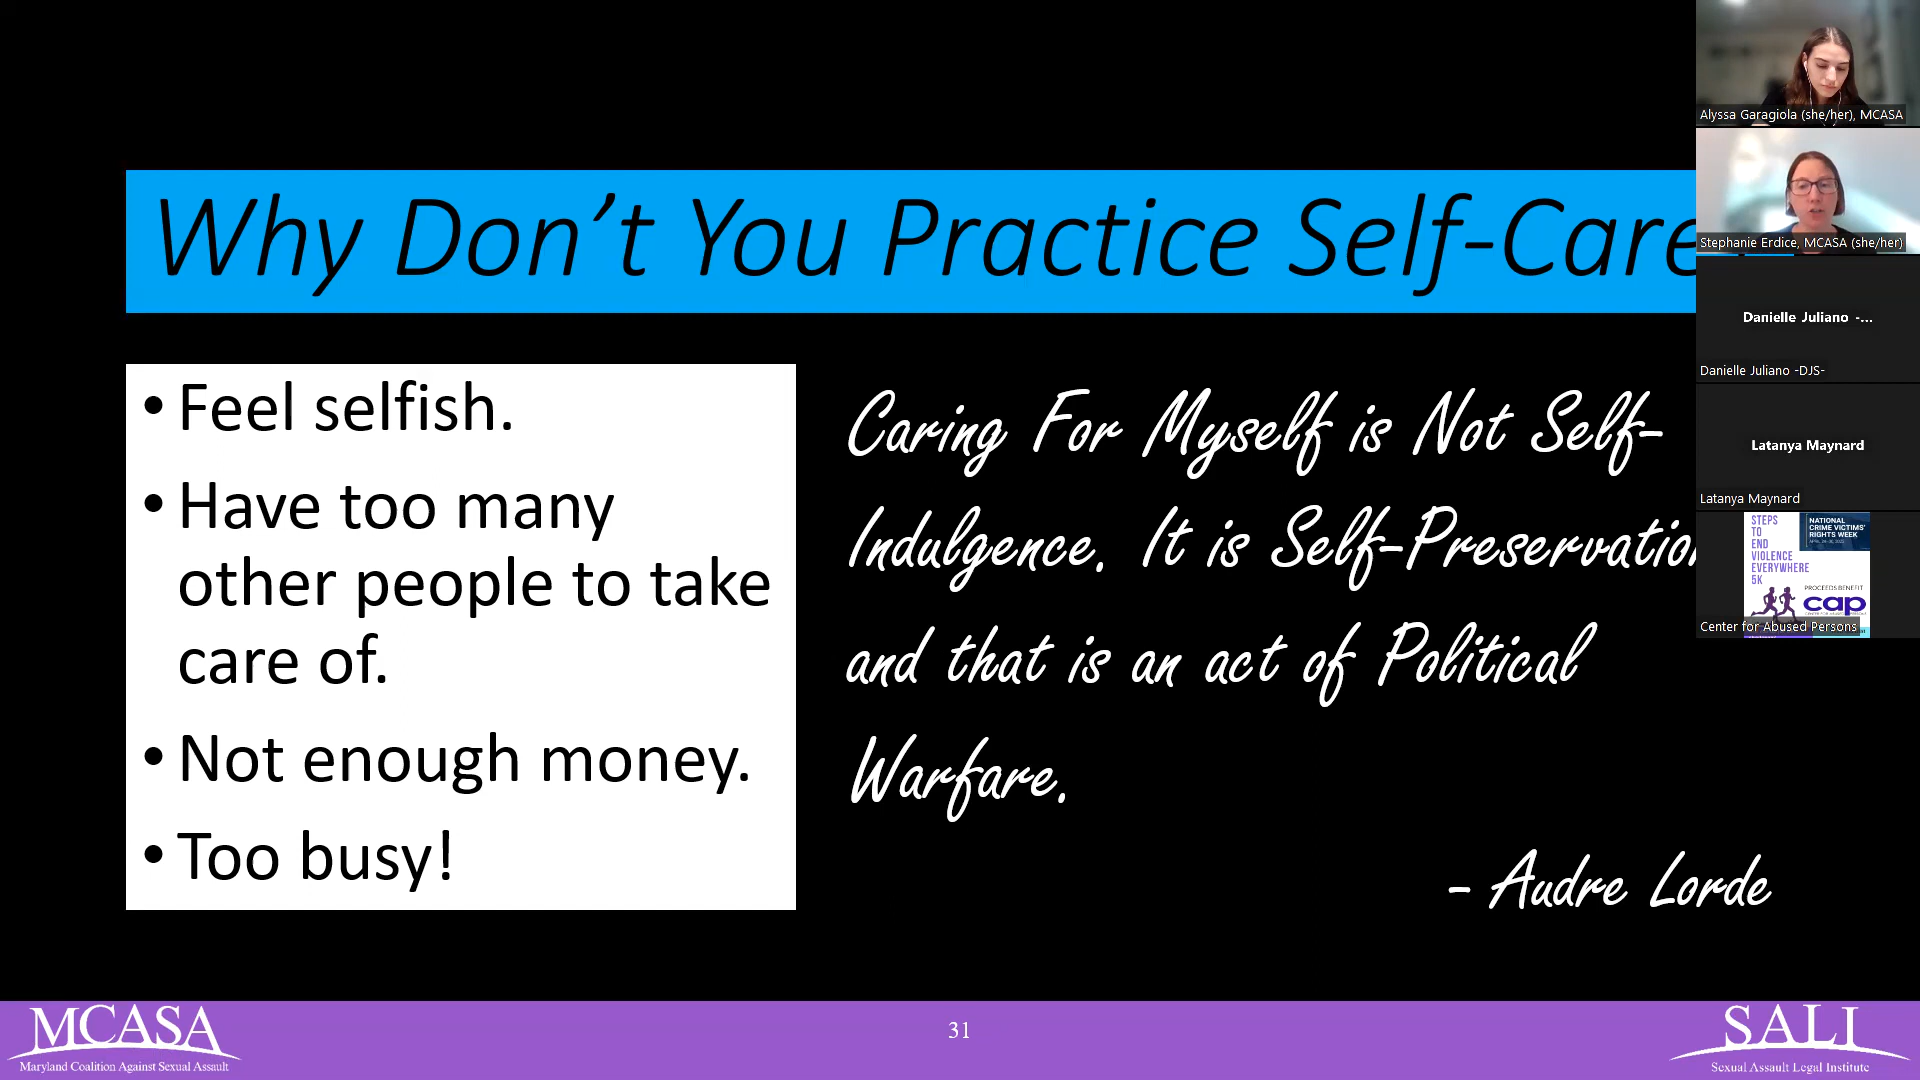 Why Don’t You Practice Self-Care
• Feel selfish.
• Have too many
other people to take
care of.
• Not enough money.
• Too busy!
Caring For Myself is Not Self-
Indulgence. It is Self-Preservation
and that is an act of Political
Warfare.
- Audre Lorde
Alyssa Garagiola (she/her), MCASA
Stephanie Erdice, MCASA (she/her)
Danielle Juliano -...
Danielle Juliano -DJS-
Latanya Maynard
Latanya Maynard
STEPS
TO
END
VIOLENCE
EVERYWHERE
5K
NATIONAL
CRIME VICTIMS'
RIGHTS WEEK
PROCEEDS BENEFIT
cap
Center for Abused Persons
MCASA
Maryland Coalition Against Sexual Assault
31
SALI
Sexual Assault Legal Institute